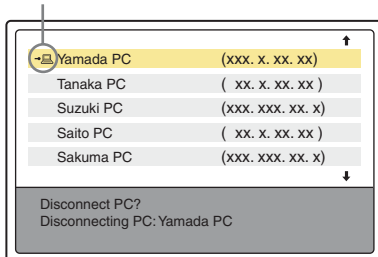 Yamada PC (xxx. x. xx. xx)
Tanaka PC ( xx. x. xx. xx )
Suzuki PC (xxx. xxx. xx. x)
Saito PC ( xx. x. xx. xx )
Sakuma PC (xxx. xxx. xx. x)
Disconnect PC?
Disconnecting PC: Yamada PC